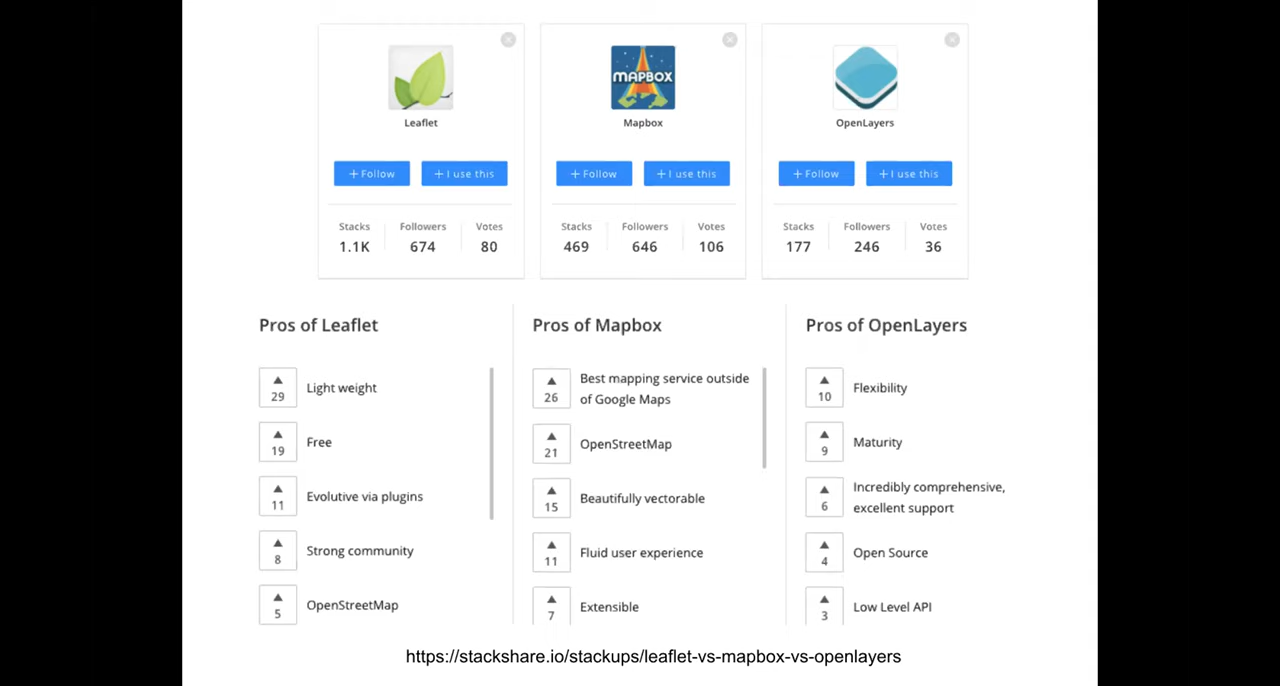 MAPBOX
Leaflet
Mapbox
OpenLayers
+ Follow
+ I use this
+ Follow
+ I use this
+ Follow
+ I use this
Stacks Followers Votes
1.1K 674 80
Stacks Followers Votes
469 646 106
Stacks Followers Votes
177 246 36
Pros of Leaflet
29 Light weight
19 Free
11 Evolutive via plugins
8 Strong community
5 OpenStreetMap
Pros of Mapbox
26 Best mapping service outside
of Google Maps
21 OpenStreetMap
15 Beautifully vectorable
11 Fluid user experience
7 Extensible
Pros of OpenLayers
10 Flexibility
9 Maturity
6 Incredibly comprehensive,
excellent support
4 Open Source
3 Low Level API
https://stackshare.io/stackups/leaflet-vs-mapbox-vs-openlayers